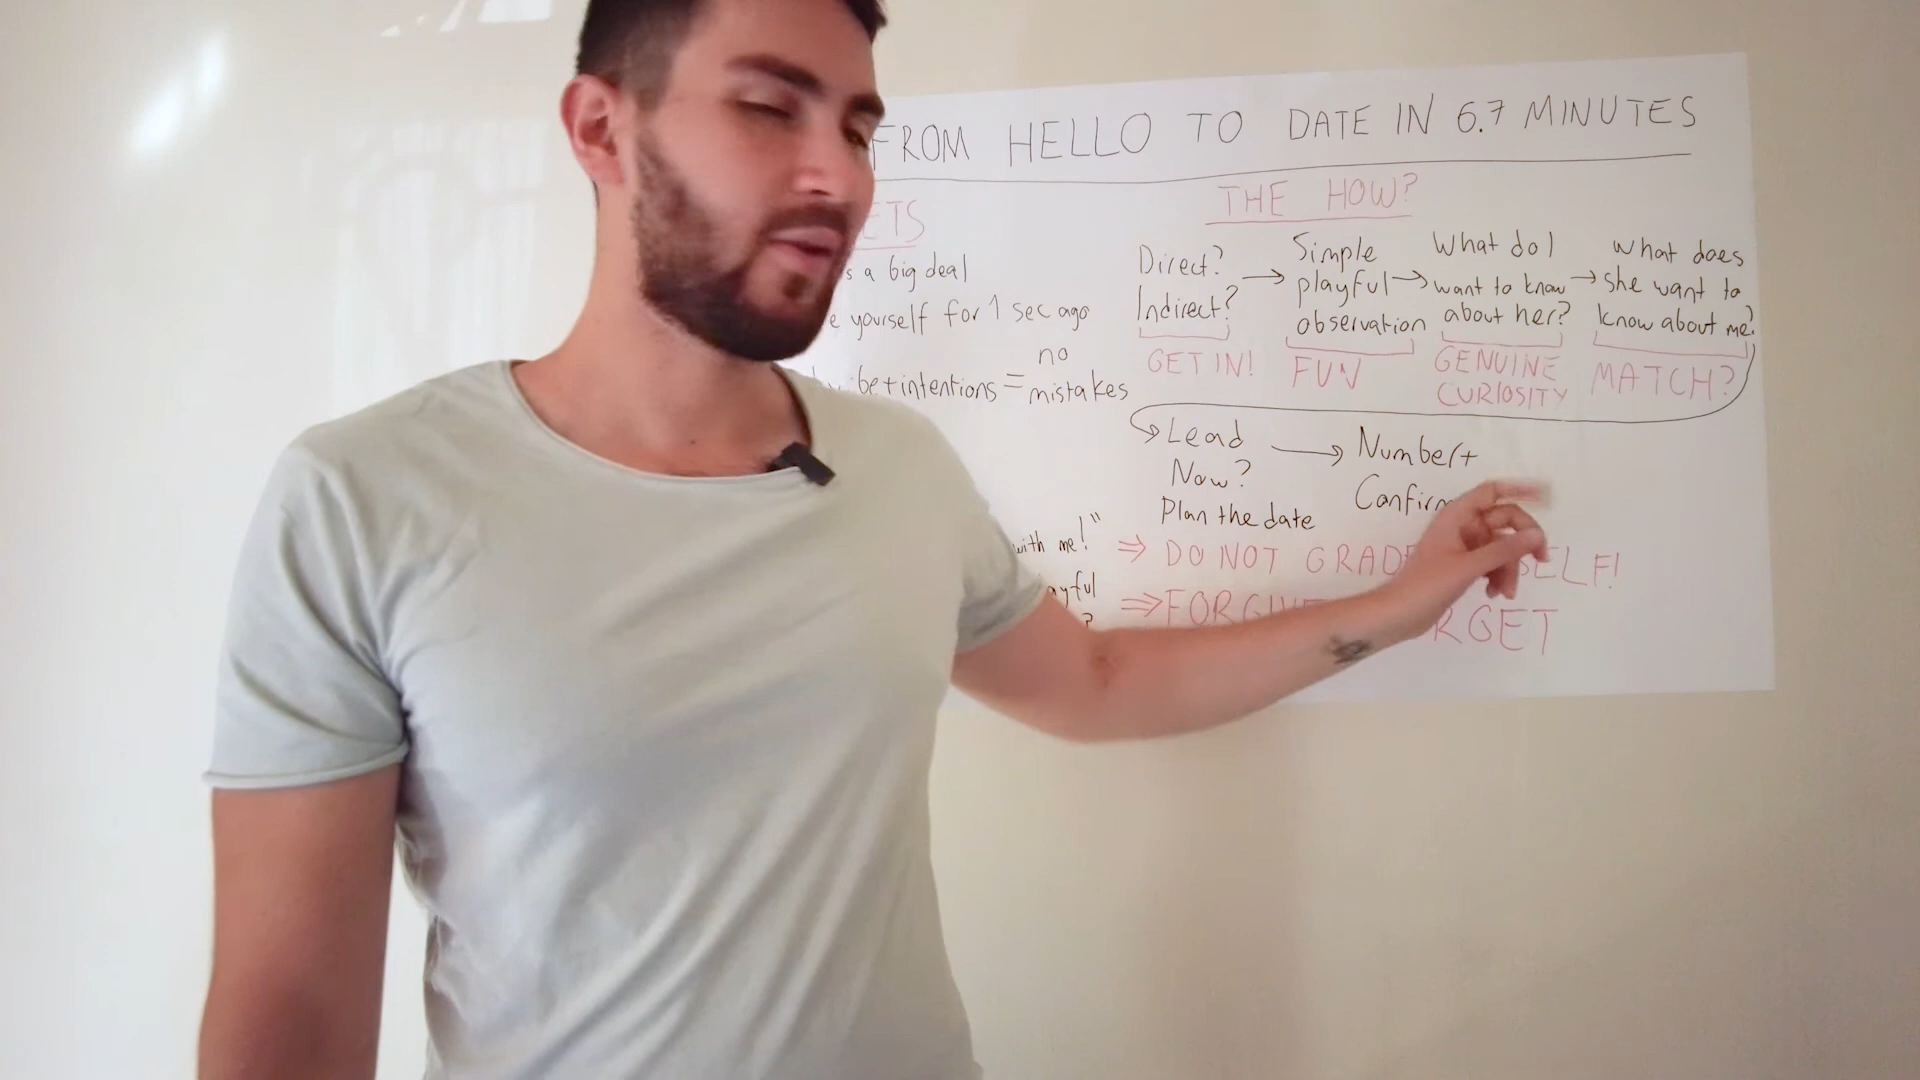 FROM HELLO TO DATE IN 6.7 MINUTES
ETS
s a big deal
e yourself for 1 sec ago
be + intentions = no mistakes
with me!"
ayful
?
THE HOW?
Direct?
Indirect?
GET IN!
→ Simple
playful
observation
FUN
→ What do I
want to know
about her?
GENUINE
CURIOSITY
→ What does
she want to
know about me?
MATCH?
Lead
Now?
Plan the date
→ Number+
Confirm
⇒ DO NOT GRADE SELF!
⇒ FORGIVE RGET